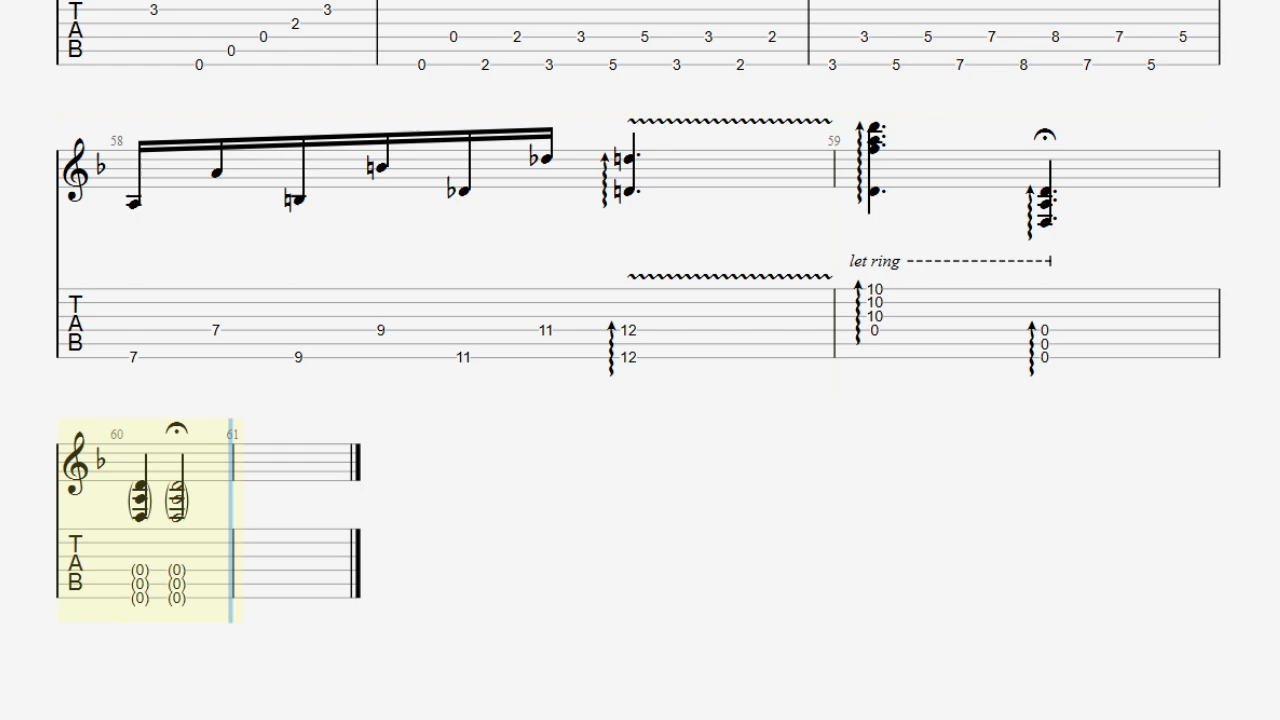 3 3
T 2
A 0 0 2 3 5 3 2 3 5 7 8 7 5
B 0
0 0 2 3 5 3 2 3 5 7 8 7 5
58 59
let ring
10
T 10
10
A 7 9 11 12 0 0
B 0
7 9 11 12 0
60 61
T
A (0) (0)
B (0) (0)
(0) (0)